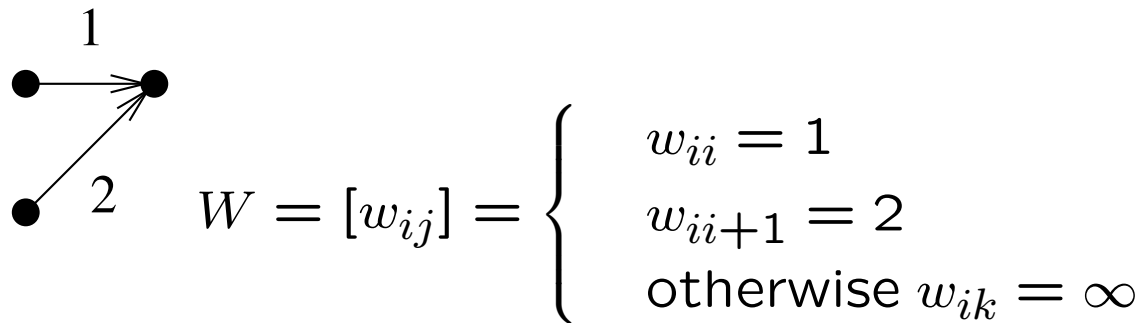 1
2
W = [w_{ij}] = {
w_{ii} = 1
w_{ii+1} = 2
otherwise w_{ik} = ∞